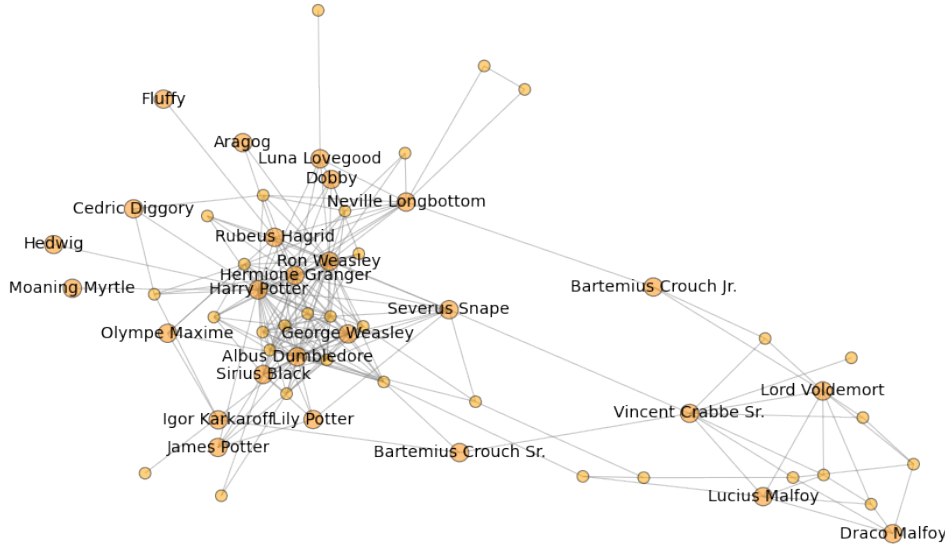 Fluffy
Aragog
Luna Lovegood
Dobby
Neville Longbottom
Cedric Diggory
Rubeus Hagrid
Hedwig
Ron Weasley
Hermione Granger
Moaning Myrtle
Harry Potter
Bartemius Crouch Jr.
Severus Snape
Olympe Maxime
George Weasley
Albus Dumbledore
Sirius Black
Lord Voldemort
Vincent Crabbe Sr.
Igor Karkaroff
Lily Potter
James Potter
Bartemius Crouch Sr.
Lucius Malfoy
Draco Malfoy